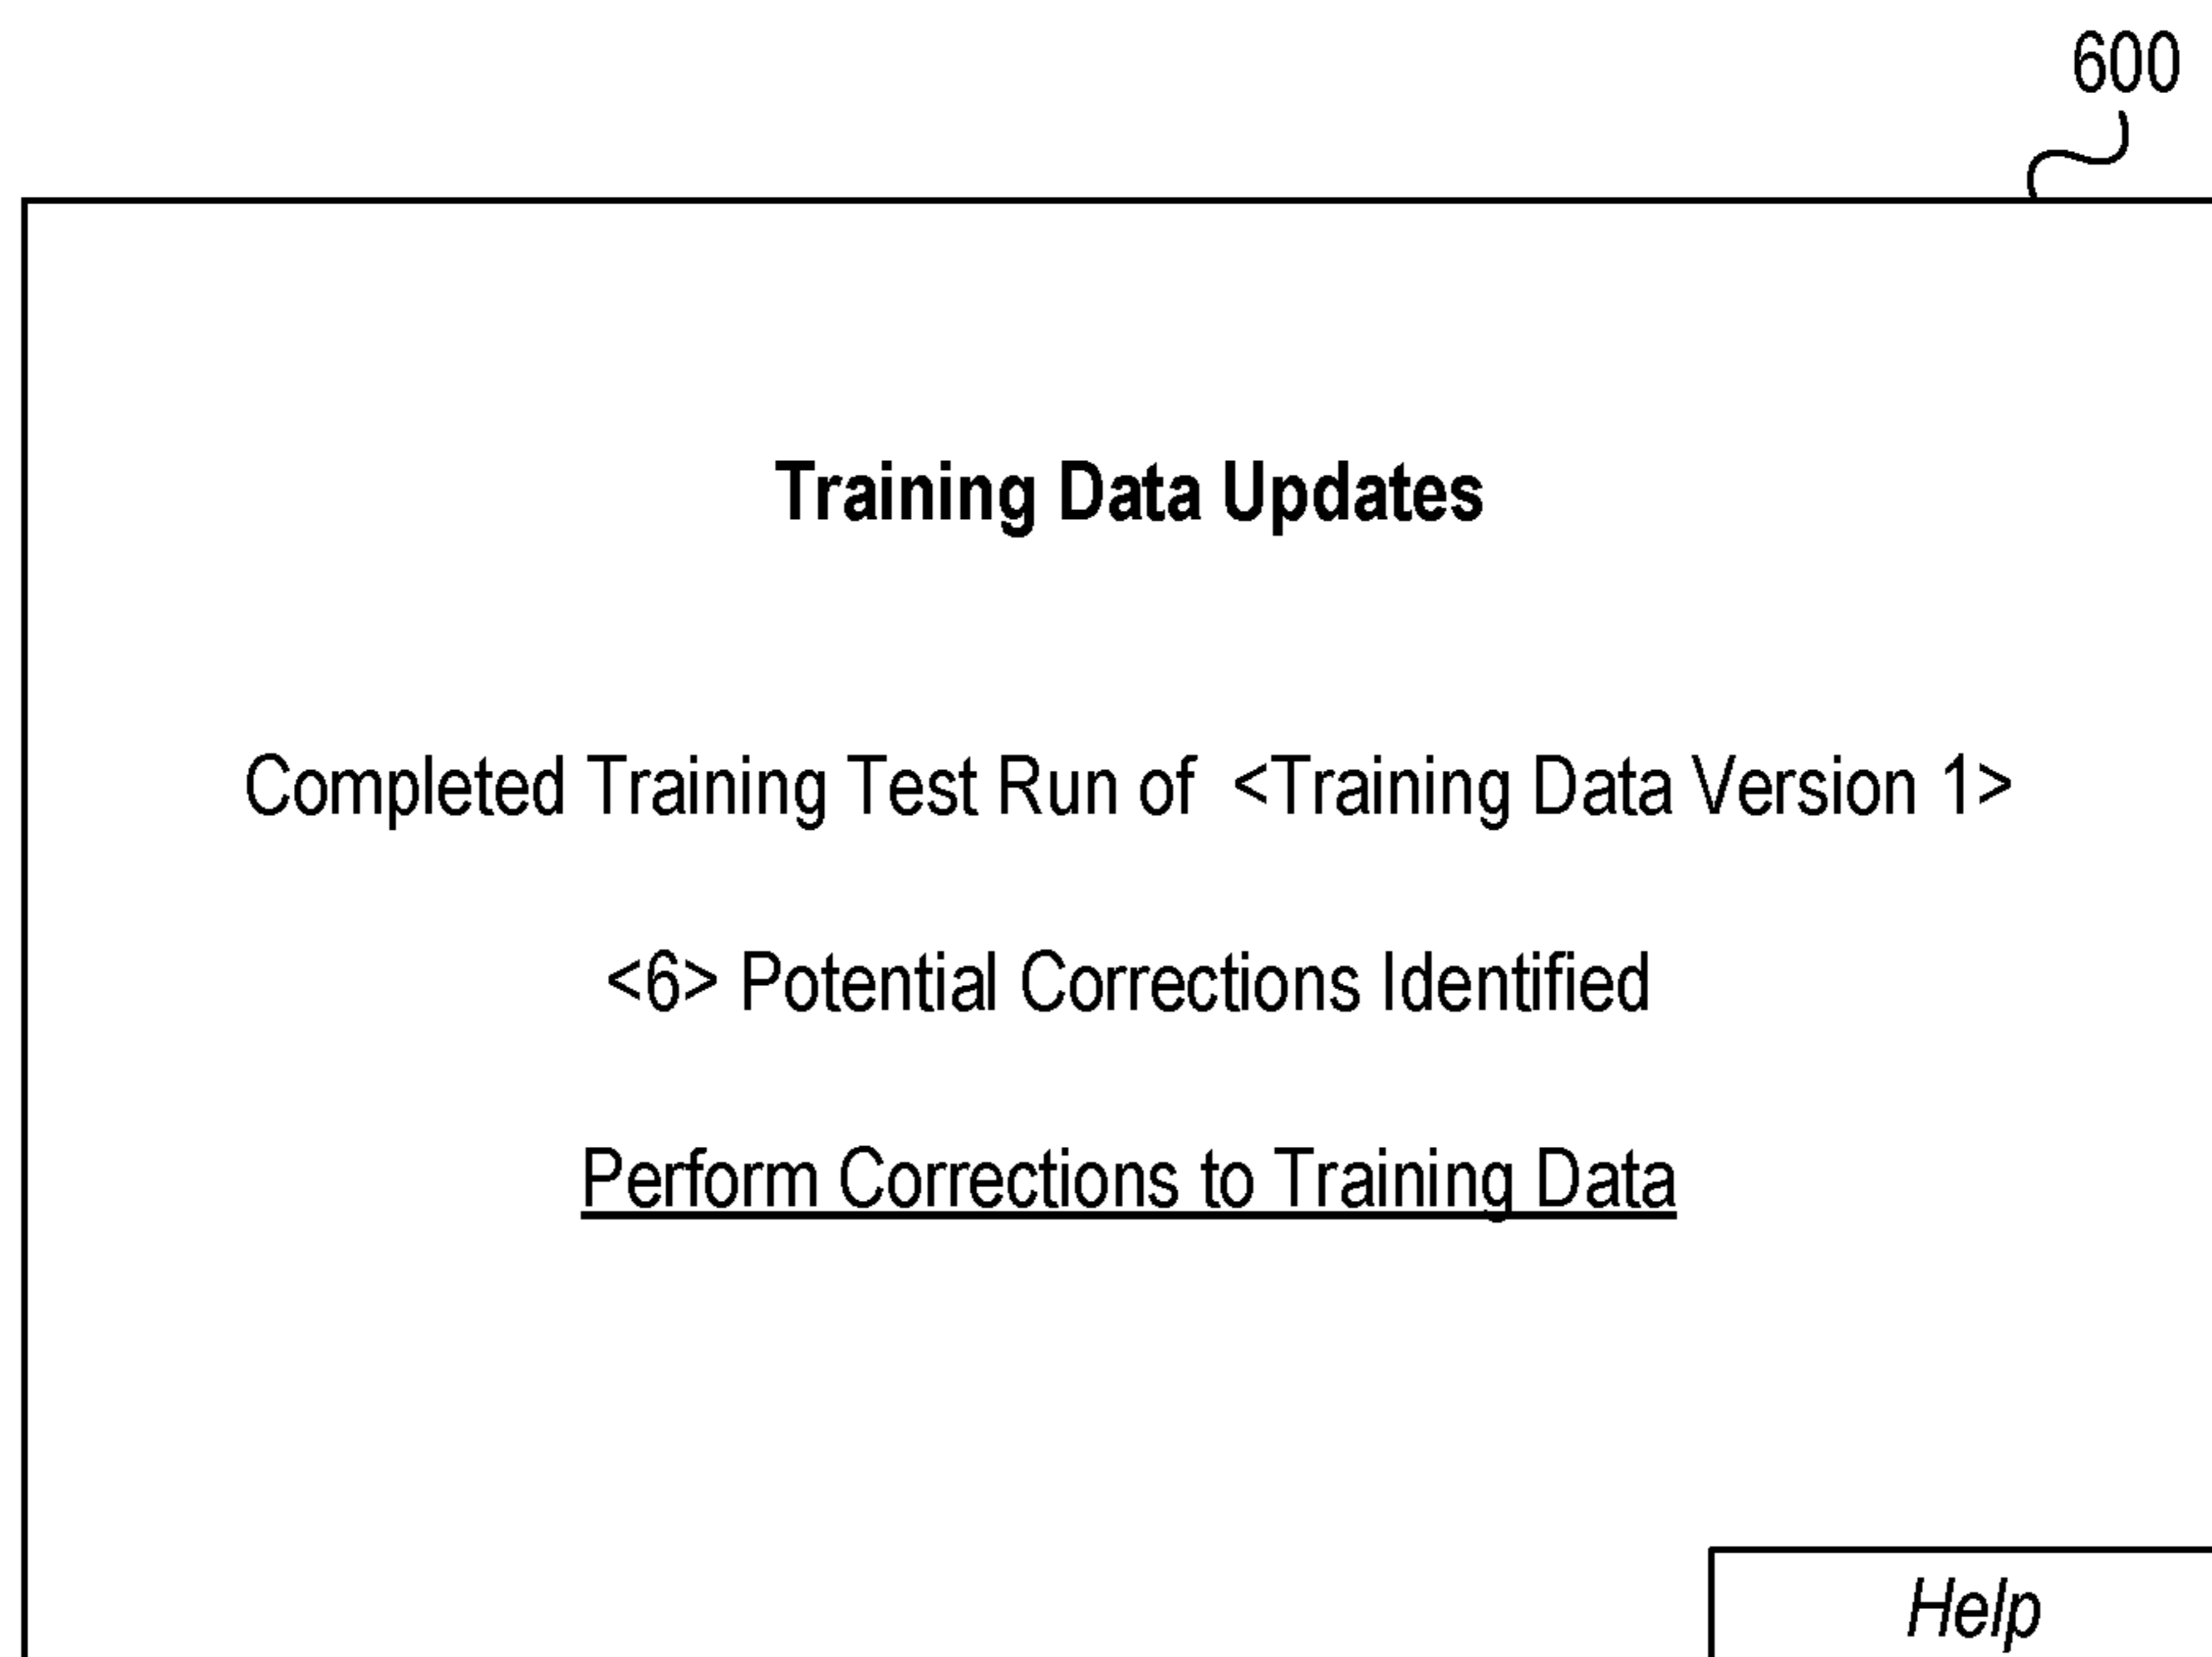 600
Training Data Updates
Completed Training Test Run of <Training Data Version 1>
<6> Potential Corrections Identified
Perform Corrections to Training Data
Help